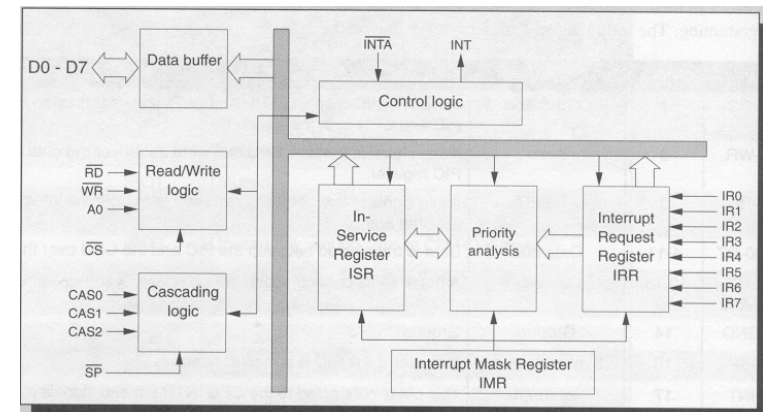 INTA
INT
D0 - D7
Data buffer
Control logic
RD
WR
A0
Read/Write
logic
CS
In-
Service
Register
ISR
Priority
analysis
Interrupt
Request
Register
IRR
IR0
IR1
IR2
IR3
IR4
IR5
IR6
IR7
CAS0
CAS1
CAS2
Cascading
logic
SP
Interrupt Mask Register
IMR